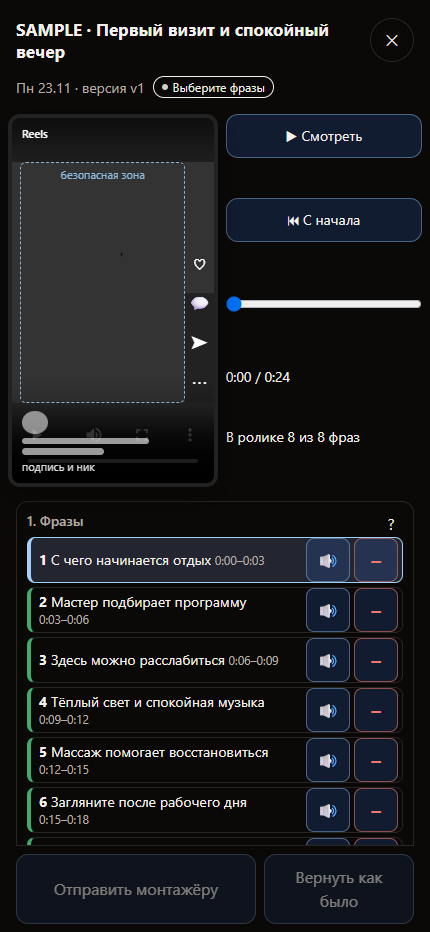 SAMPLE · Первый визит и спокойный
вечер
Пн 23.11 · версия v1 Выберите фразы
Reels
безопасная зона
подпись и ник
Смотреть
С начала
0:00 / 0:24
В ролике 8 из 8 фраз
1. Фразы ?
1 С чего начинается отдых 0:00–0:03
2 Мастер подбирает программу
0:03–0:06
3 Здесь можно расслабиться 0:06–0:09
4 Тёплый свет и спокойная музыка
0:09–0:12
5 Массаж помогает восстановиться
0:12–0:15
6 Загляните после рабочего дня
0:15–0:18
Отправить монтажёру
Вернуть как
было